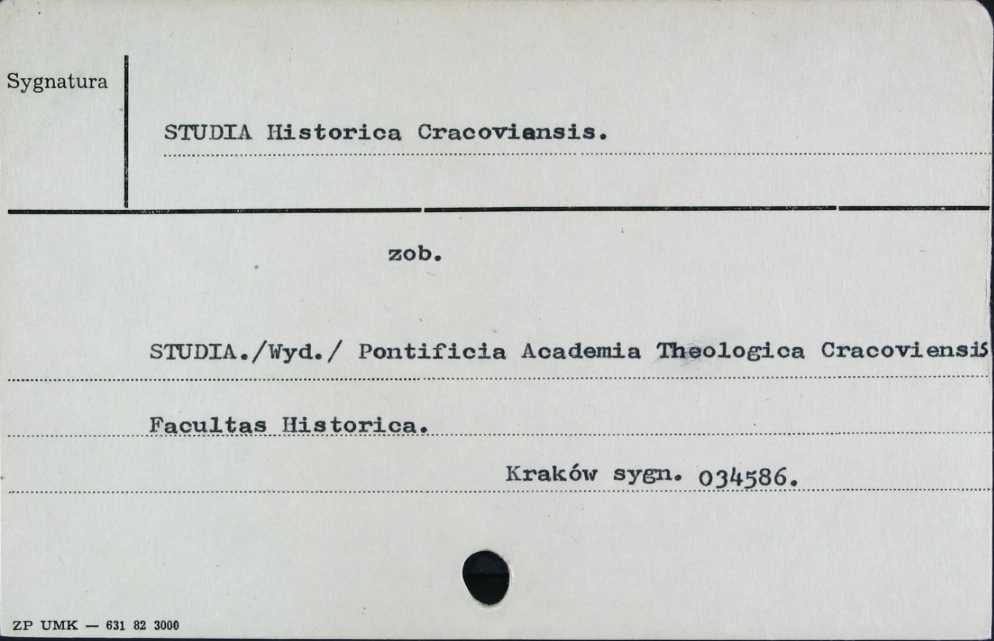 Sygnatura
STUDIA Historica Cracoviensis.
zob.
STUDIA./Wyd./ Pontificia Academia Theologica Cracoviensis
Facultas Historica.
Kraków sygn. 034586.
ZP UMK — 631 82 3000